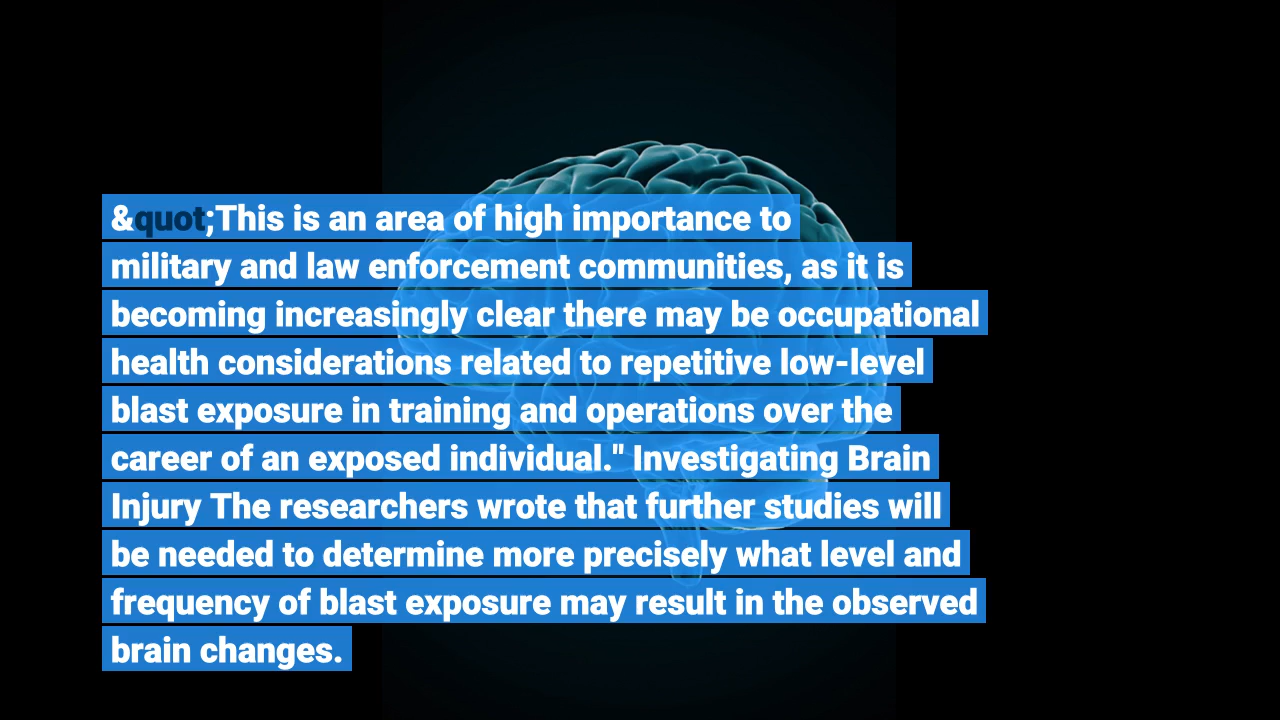 &quot;This is an area of high importance to
military and law enforcement communities, as it is
becoming increasingly clear there may be occupational
health considerations related to repetitive low-level
blast exposure in training and operations over the
career of an exposed individual." Investigating Brain
Injury The researchers wrote that further studies will
be needed to determine more precisely what level and
frequency of blast exposure may result in the observed
brain changes.